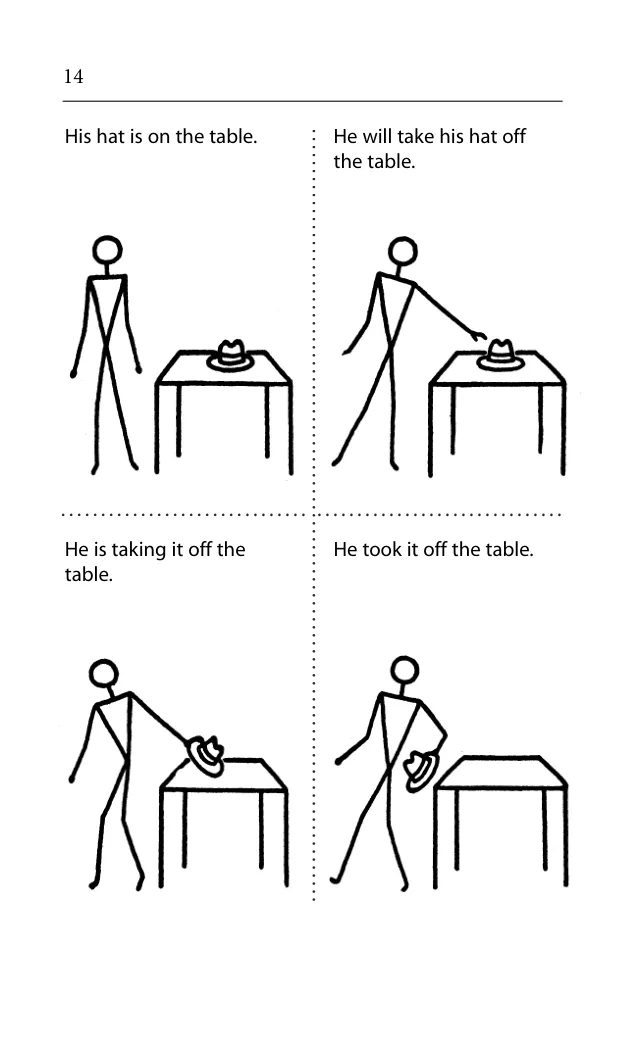 14
His hat is on the table.
He will take his hat off
the table.
He is taking it off the
table.
He took it off the table.